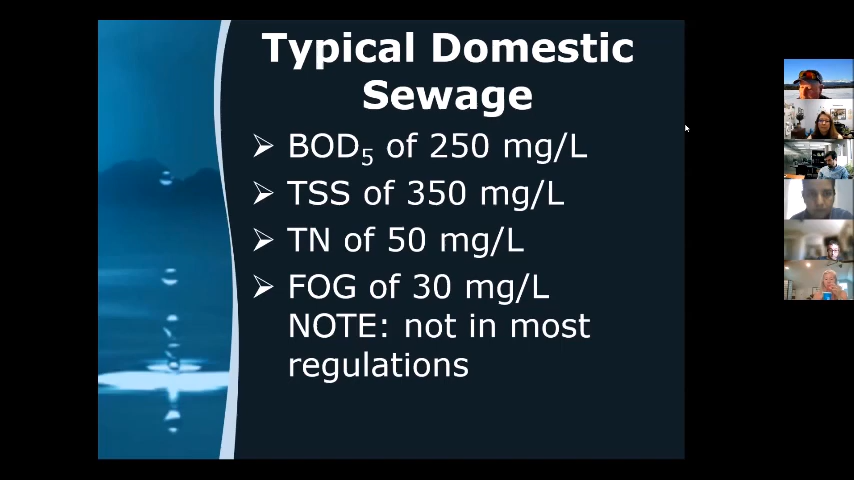 Typical Domestic
Sewage
➢ BOD₅ of 250 mg/L
➢ TSS of 350 mg/L
➢ TN of 50 mg/L
➢ FOG of 30 mg/L
NOTE: not in most
regulations